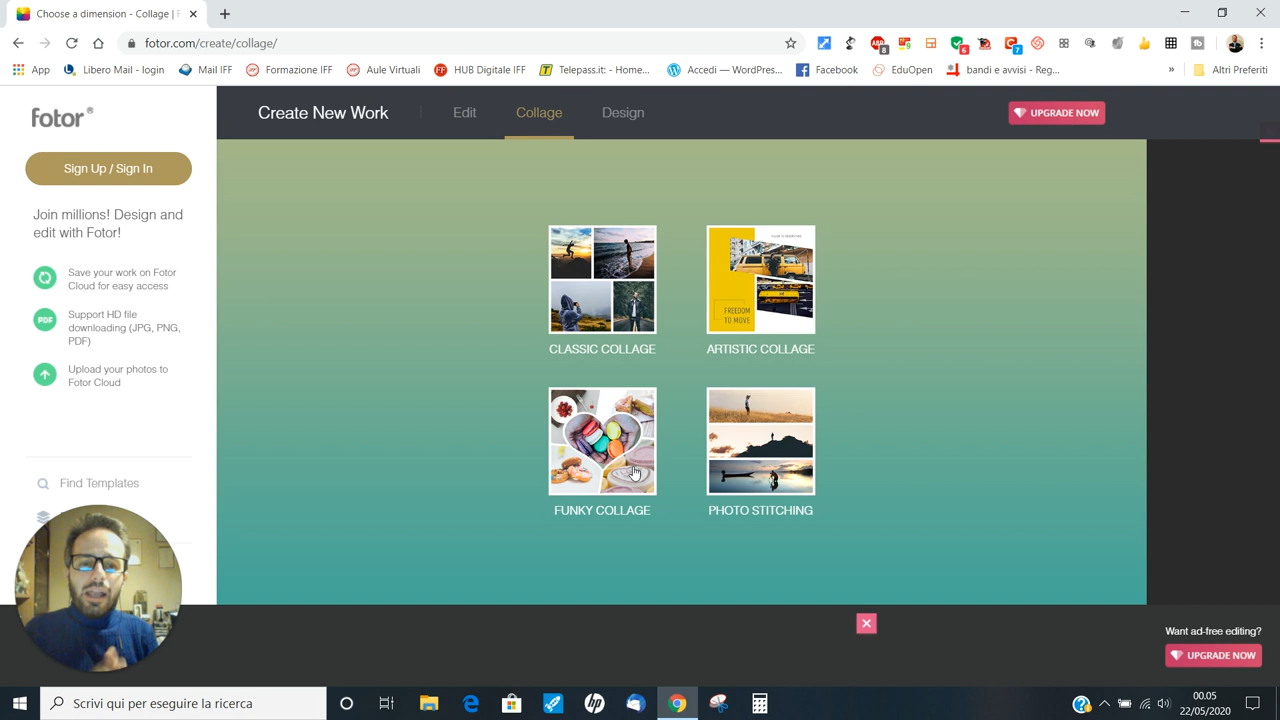 Choose a dimension - Collage | F
fotor.com/create/collage/
8
6
7
App
Libero Mail - login
Mail IFF
Formazione IFF
Aule Virtuali
HUB Digitale IFF
Telepass.it: - Home...
Accedi — WordPres...
Facebook
EduOpen
bandi e avvisi - Reg...
»
Altri Preferiti
fotor®
Create New Work
Edit
Collage
Design
UPGRADE NOW
Sign Up / Sign In
Join millions! Design and
edit with Fotor!
Save your work on Fotor
Cloud for easy access
PDF
Support HD file
downloading (JPG, PNG,
PDF)
Upload your photos to
Fotor Cloud
Find Templates
FREEDOM
TO MOVE
CLASSIC COLLAGE
ARTISTIC COLLAGE
FUNKY COLLAGE
PHOTO STITCHING
Want ad-free editing?
UPGRADE NOW
Scrivi qui per eseguire la ricerca
00.05
22/05/2020